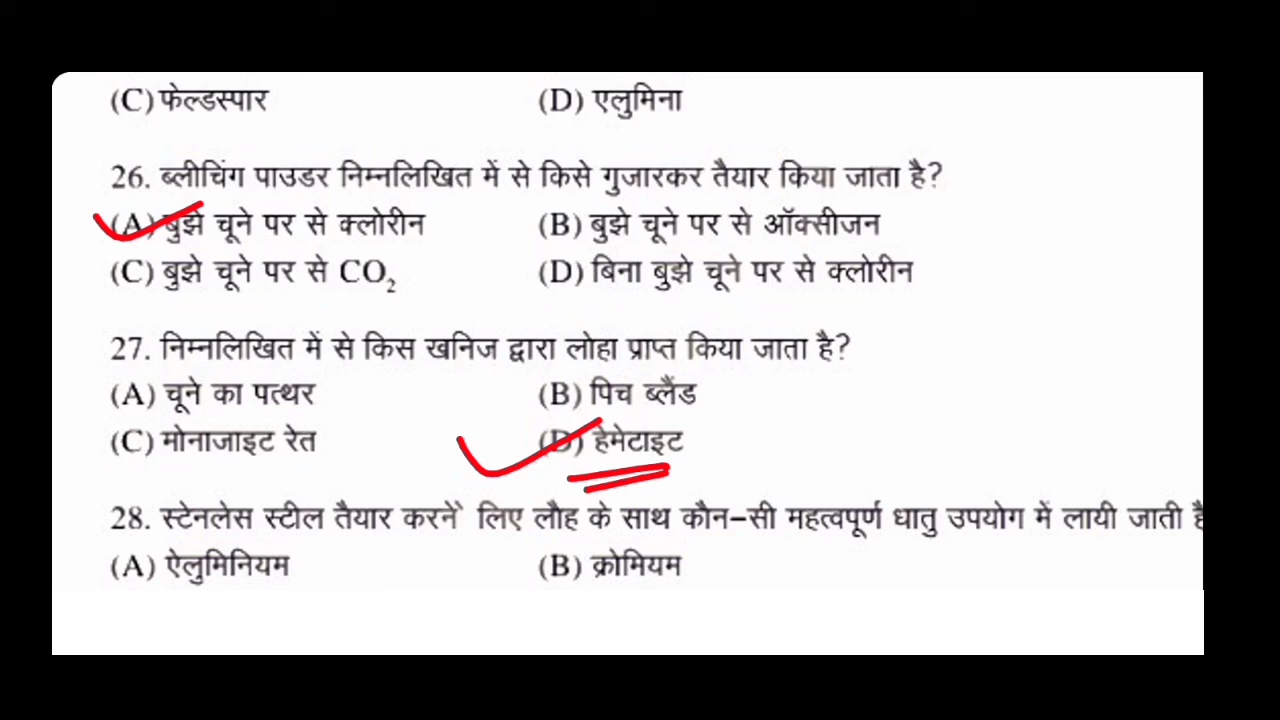 (C) फेल्डस्पार (D) एलुमिना
26. ब्लीचिंग पाउडर निम्नलिखित में से किसे गुजारकर तैयार किया जाता है?
(A) बुझे चूने पर से क्लोरीन (B) बुझे चूने पर से ऑक्सीजन
(C) बुझे चूने पर से CO₂ (D) बिना बुझे चूने पर से क्लोरीन
27. निम्नलिखित में से किस खनिज द्वारा लोहा प्राप्त किया जाता है?
(A) चूने का पत्थर (B) पिच ब्लैंड
(C) मोनाजाइट रेत (D) हेमेटाइट
28. स्टेनलेस स्टील तैयार करने लिए लौह के साथ कौन–सी महत्वपूर्ण धातु उपयोग में लायी जाती है
(A) ऐलुमिनियम (B) क्रोमियम